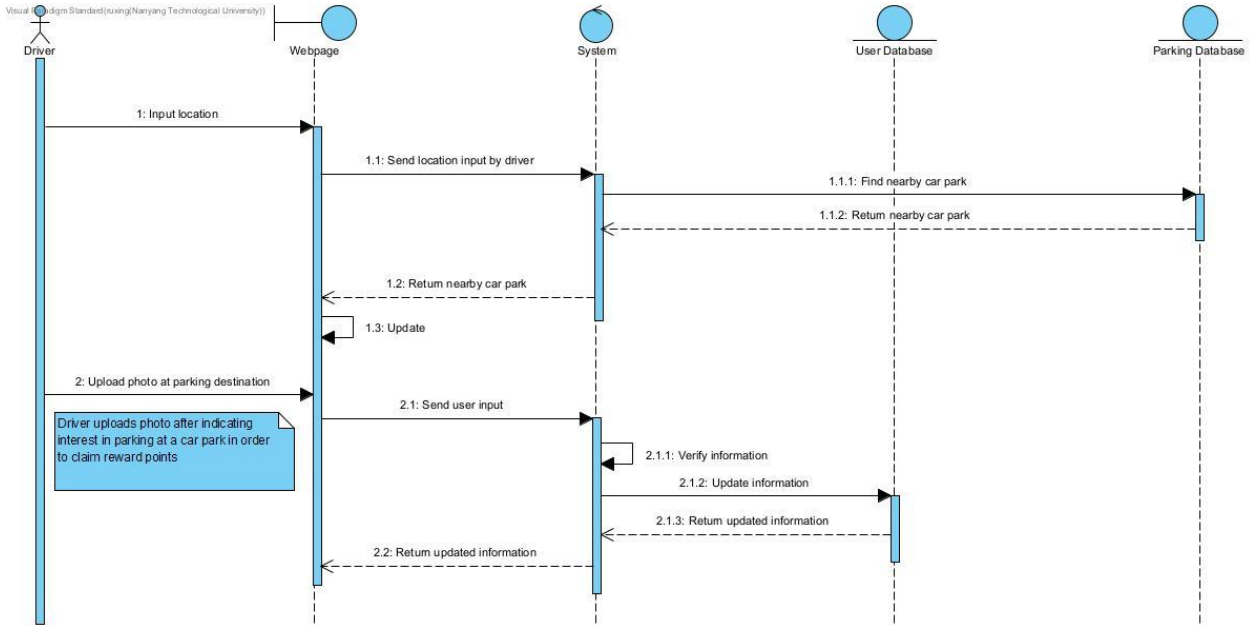 Visual Paradigm Standard(ruxing(Nanyang Technological University))
Driver
Webpage
System
User Database
Parking Database
1: Input location
1.1: Send location input by driver
1.1.1: Find nearby car park
1.1.2: Return nearby car park
1.2: Return nearby car park
1.3: Update
2: Upload photo at parking destination
2.1: Send user input
Driver uploads photo after indicating
interest in parking at a car park in order
to claim reward points
2.1.1: Verify information
2.1.2: Update information
2.1.3: Return updated information
2.2: Return updated information